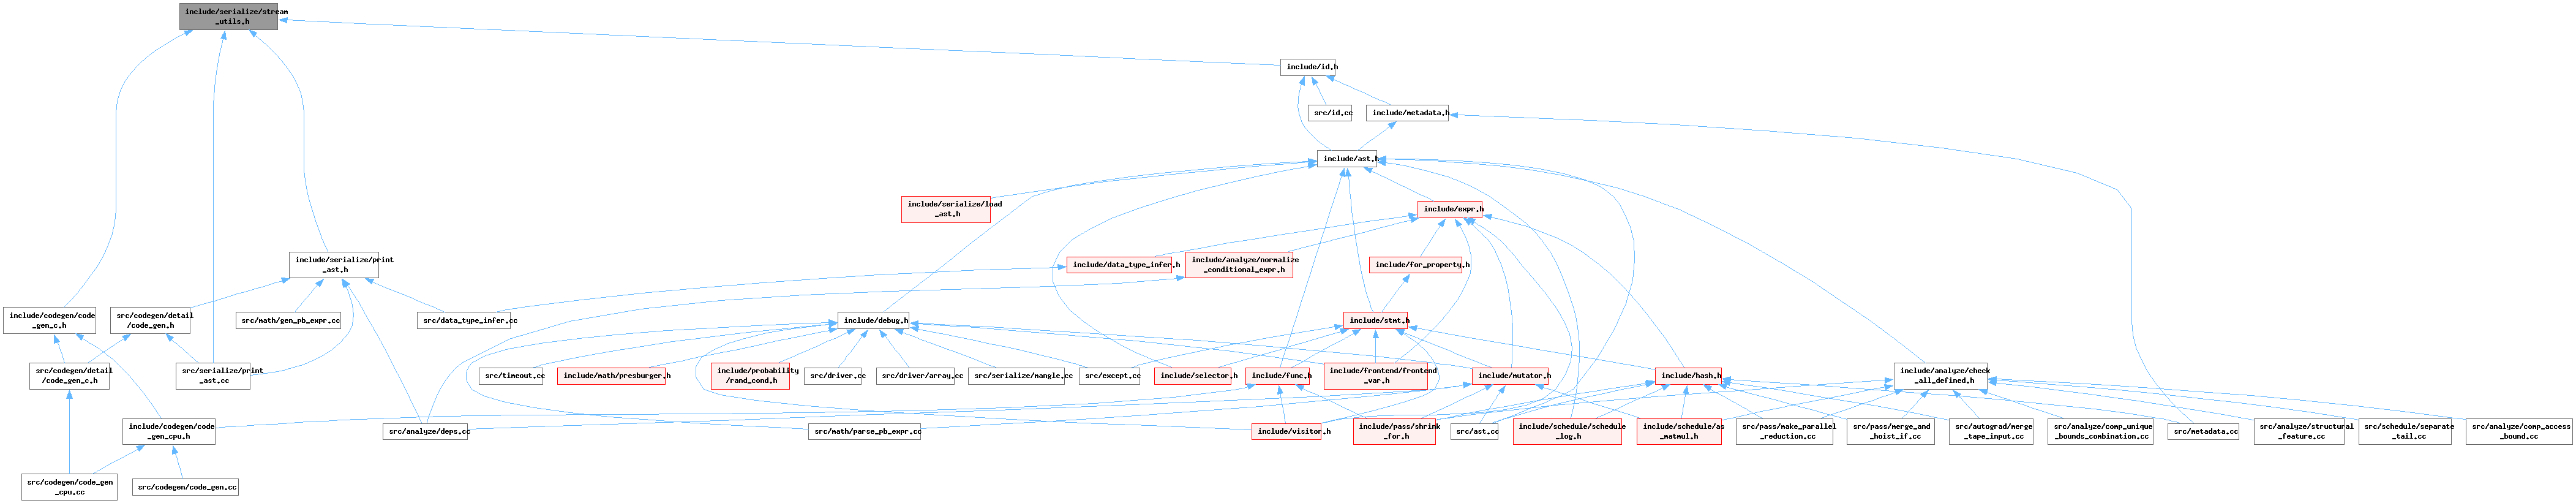 include/serialize/stream
_utils.h
include/id.h
src/id.cc
include/metadata.h
include/ast.h
include/serialize/load
_ast.h
include/expr.h
include/serialize/print
_ast.h
include/data_type_infer.h
include/analyze/normalize
_conditional_expr.h
include/for_property.h
include/codegen/code
_gen_c.h
src/codegen/detail
/code_gen.h
src/math/gen_pb_expr.cc
src/data_type_infer.cc
include/debug.h
include/stmt.h
src/codegen/detail
/code_gen_c.h
src/serialize/print
_ast.cc
src/timeout.cc
include/math/presburger.h
include/probability
/rand_cond.h
src/driver.cc
src/driver/array.cc
src/serialize/mangle.cc
src/except.cc
include/selector.h
include/func.h
include/frontend/frontend
_var.h
include/mutator.h
include/hash.h
include/analyze/check
_all_defined.h
include/codegen/code
_gen_cpu.h
src/analyze/deps.cc
src/math/parse_pb_expr.cc
include/visitor.h
include/pass/shrink
_for.h
src/ast.cc
include/schedule/schedule
_log.h
include/schedule/as
_matmul.h
src/pass/make_parallel
_reduction.cc
src/pass/merge_and
_hoist_if.cc
src/autograd/merge
_tape_input.cc
src/analyze/comp_unique
_bounds_combination.cc
src/metadata.cc
src/analyze/structural
_feature.cc
src/schedule/separate
_tail.cc
src/analyze/comp_access
_bound.cc
src/codegen/code_gen
_cpu.cc
src/codegen/code_gen.cc